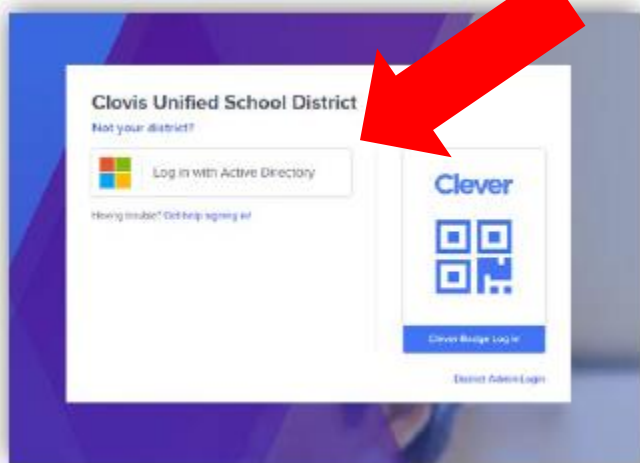 Clovis Unified School District
Not your district?
Log in with Active Directory
Having trouble? Get help signing in!
Clever
Clever Badge Log in
District Admin Login